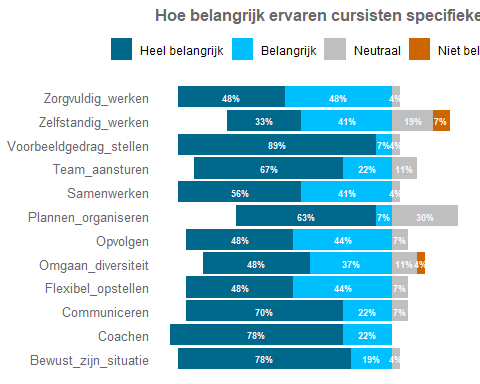 Hoe belangrijk ervaren cursisten specifieke
Heel belangrijk Belangrijk Neutraal Niet bel
Zorgvuldig_werken 48% 48% 4%
Zelfstandig_werken 33% 41% 19% 7%
Voorbeeldgedrag_stellen 89% 7% 4%
Team_aansturen 67% 22% 11%
Samenwerken 56% 41% 4%
Plannen_organiseren 63% 7% 30%
Opvolgen 48% 44% 7%
Omgaan_diversiteit 48% 37% 11% 4%
Flexibel_opstellen 48% 44% 7%
Communiceren 70% 22% 7%
Coachen 78% 22%
Bewust_zijn_situatie 78% 19% 4%